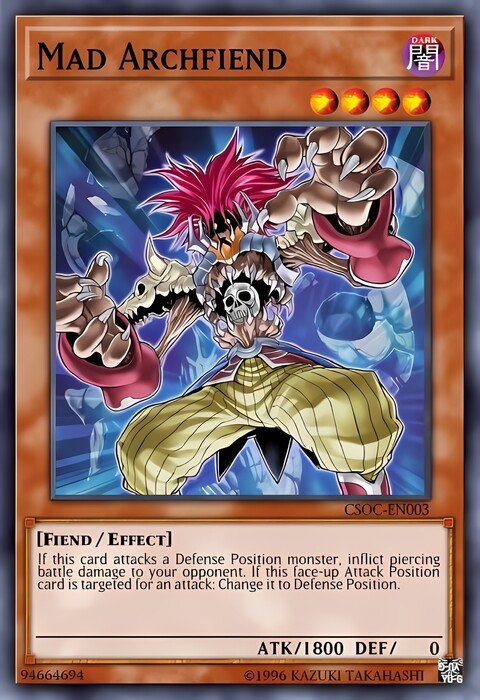 MAD ARCHFIEND
DARK
闇
CSOC-EN003
[FIEND / EFFECT]
If this card attacks a Defense Position monster, inflict piercing
battle damage to your opponent. If this face-up Attack Position
card is targeted for an attack: Change it to Defense Position.
ATK/1800 DEF/ 0
94664694
©1996 KAZUKI TAKAHASHI